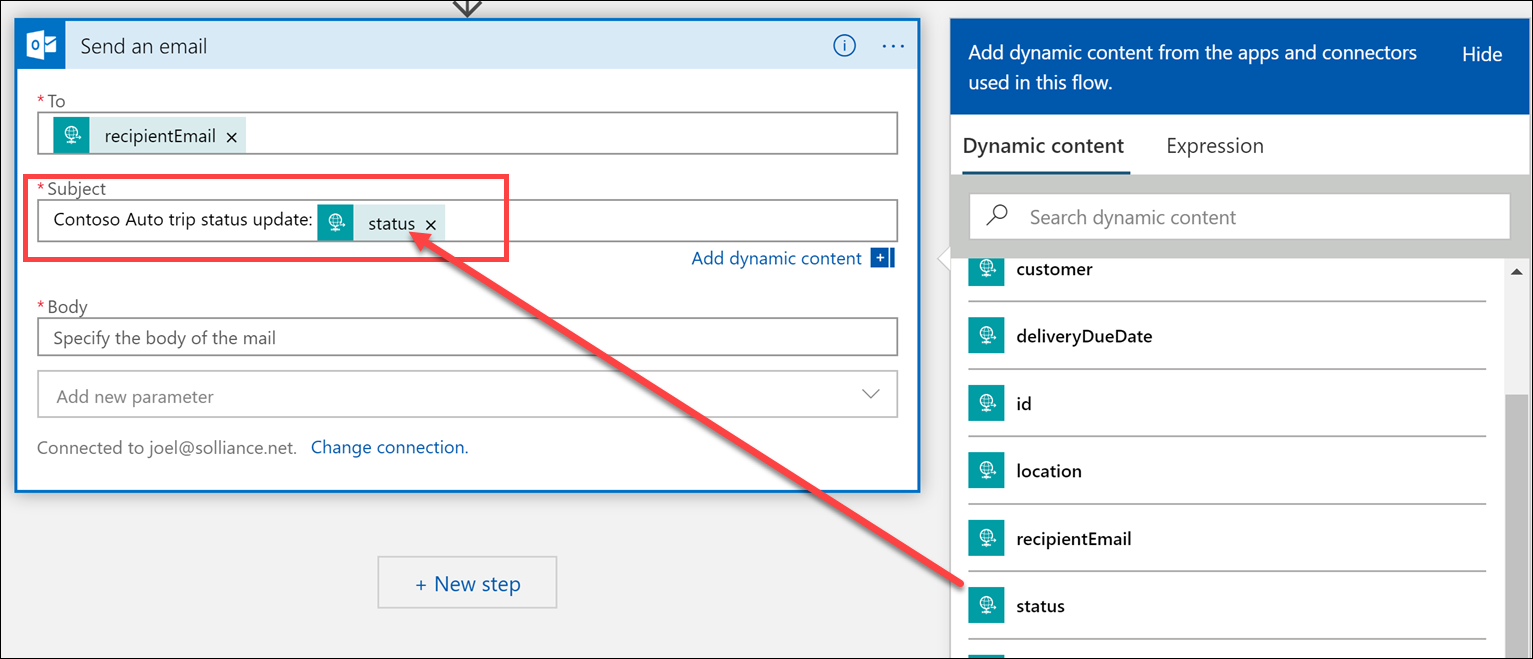 Send an email
* To
recipientEmail ×
* Subject
Contoso Auto trip status update: status ×
Add dynamic content +
* Body
Specify the body of the mail
Add new parameter
Connected to joel@solliance.net. Change connection.
+ New step
Add dynamic content from the apps and connectors
used in this flow.
Hide
Dynamic content Expression
Search dynamic content
customer
deliveryDueDate
id
location
recipientEmail
status